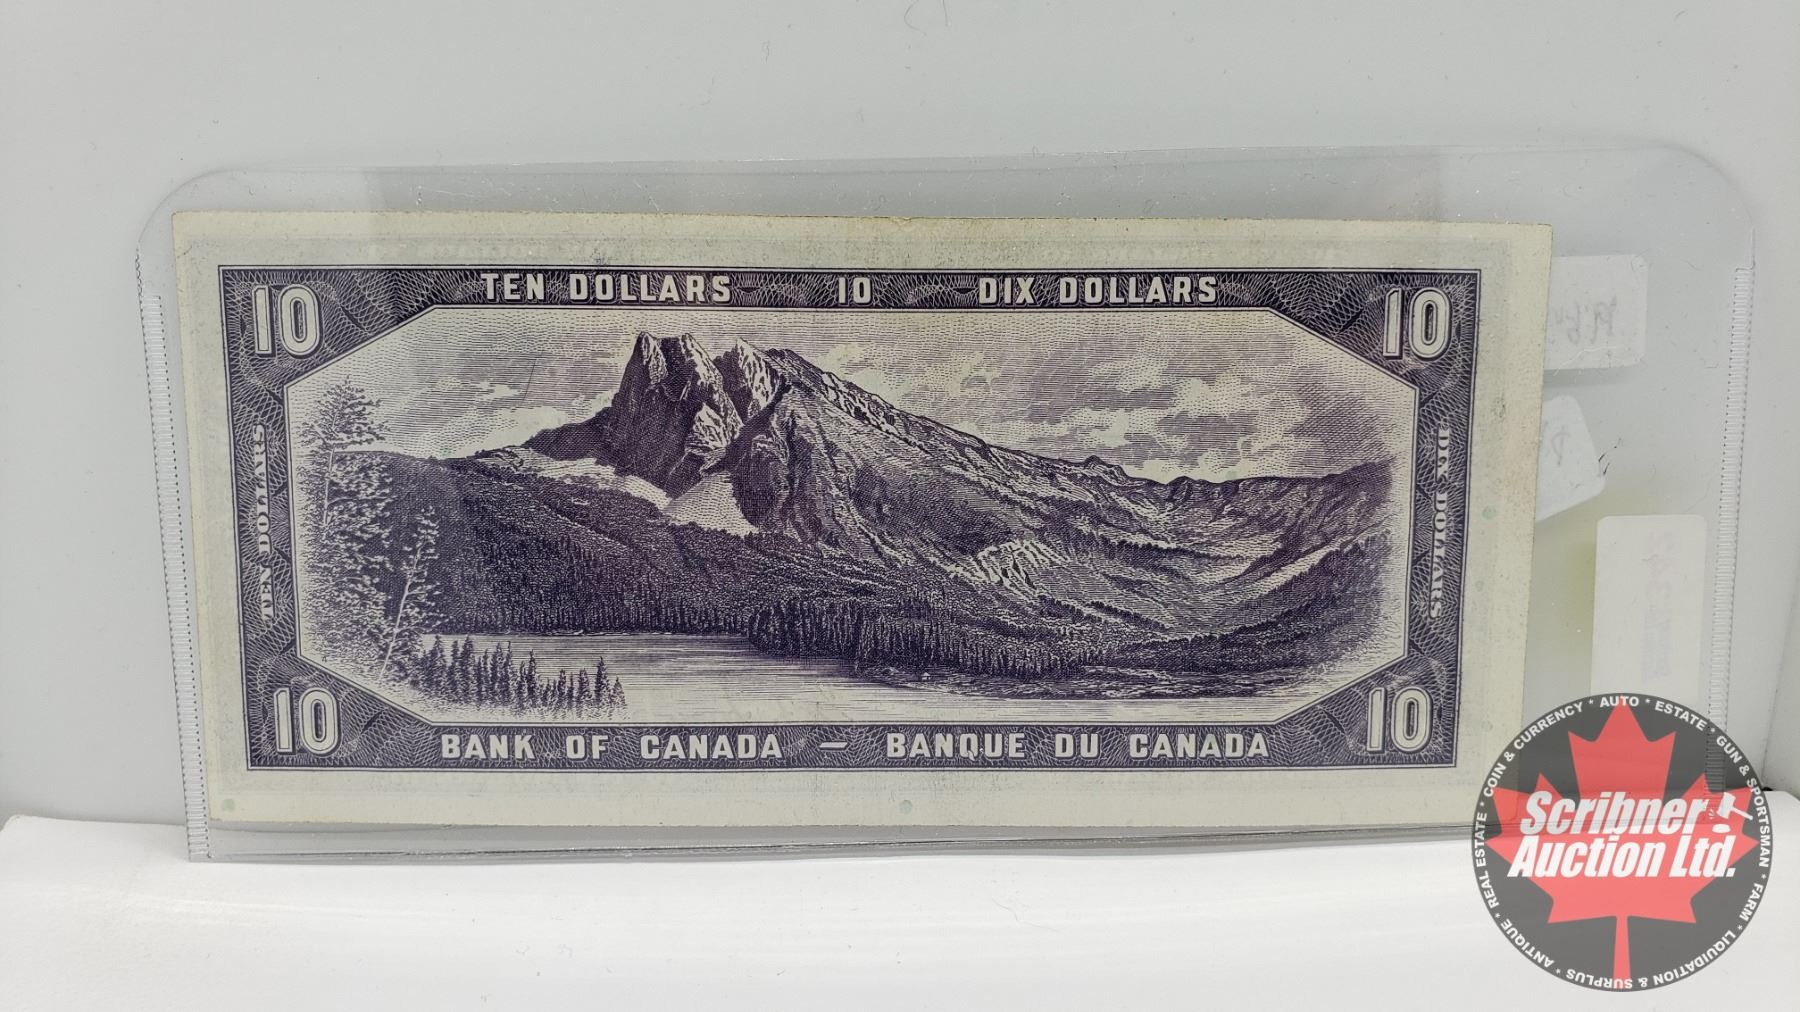 10 TEN DOLLARS 10 DIX DOLLARS 10
TEN DOLLARS
DIX DOLLARS
10 BANK OF CANADA — BANQUE DU CANADA 10
COIN & CURRENCY * AUTO * ESTATE * GUN & SPORTSMAN * FARM * LIQUIDATION & SURPLUS * ANTIQUE * REAL ESTATE *
Scribner
Auction Ltd.